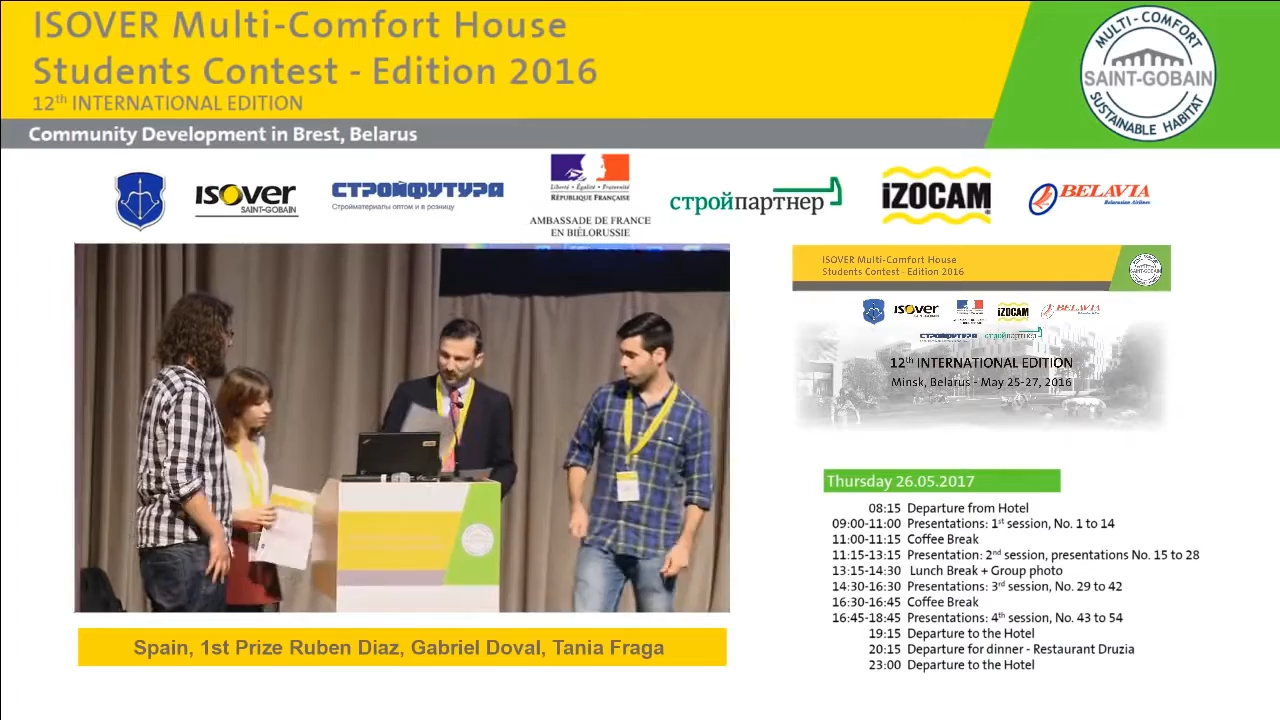 ISOVER Multi-Comfort House
Students Contest - Edition 2016
12th INTERNATIONAL EDITION
Community Development in Brest, Belarus
MULTI-COMFORT
SAINT-GOBAIN
SUSTAINABLE HABITAT
isover
SAINT-GOBAIN
СТРОЙФУТУРА
Стройматериалы оптом и в розницу
Liberté • Égalité • Fraternité
RÉPUBLIQUE FRANÇAISE
AMBASSADE DE FRANCE
EN BIÉLORUSSIE
стройпартнер
iZOCAM
BELAVIA
Belarusian Airlines
ISOVER Multi-Comfort House
Students Contest - Edition 2016
SAINT-GOBAIN
isover
iZOCAM
BELAVIA
СТРОЙФУТУРА
стройпартнер
12th INTERNATIONAL EDITION
Minsk, Belarus - May 25-27, 2016
Thursday 26.05.2017
08:15 Departure from Hotel
09:00-11:00 Presentations: 1st session, No. 1 to 14
11:00-11:15 Coffee Break
11:15-13:15 Presentation: 2nd session, presentations No. 15 to 28
13:15-14:30 Lunch Break + Group photo
14:30-16:30 Presentations: 3rd session, No. 29 to 42
16:30-16:45 Coffee Break
16:45-18:45 Presentations: 4th session, No. 43 to 54
19:15 Departure to the Hotel
20:15 Departure for dinner - Restaurant Druzia
23:00 Departure to the Hotel
Spain, 1st Prize Ruben Diaz, Gabriel Doval, Tania Fraga